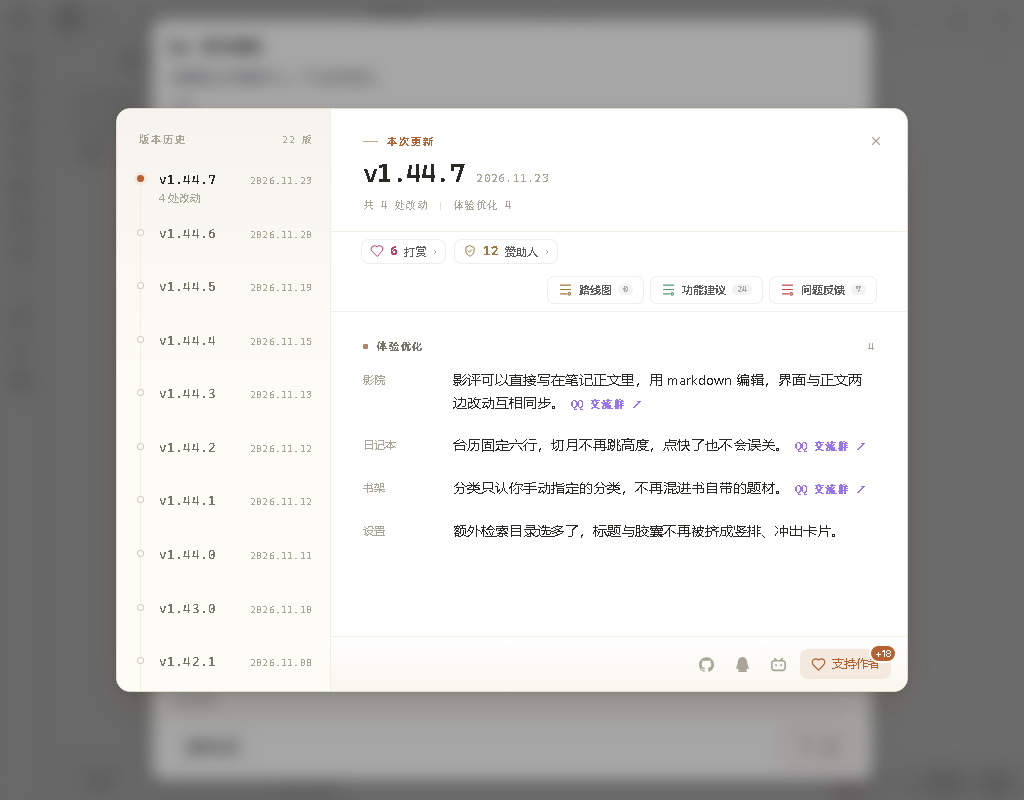 版本历史 22 版
v1.44.7 2026.11.23
4 处改动
v1.44.6 2026.11.20
v1.44.5 2026.11.19
v1.44.4 2026.11.15
v1.44.3 2026.11.13
v1.44.2 2026.11.12
v1.44.1 2026.11.12
v1.44.0 2026.11.11
v1.43.0 2026.11.10
v1.42.1 2026.11.08
本次更新
v1.44.7 2026.11.23
共 4 处改动 | 体验优化 4
6 打赏 › 12 赞助人 ›
路线图 0 功能建议 24 问题反馈 7
体验优化 4
影院 影评可以直接写在笔记正文里，用 markdown 编辑，界面与正文两
边改动互相同步。 QQ 交流群 ↗
日记本 台历固定六行，切月不再跳高度，点快了也不会误关。 QQ 交流群 ↗
书架 分类只认你手动指定的分类，不再混进书自带的题材。 QQ 交流群 ↗
设置 额外检索目录选多了，标题与胶囊不再被挤成竖排、冲出卡片。
支持作者 +18